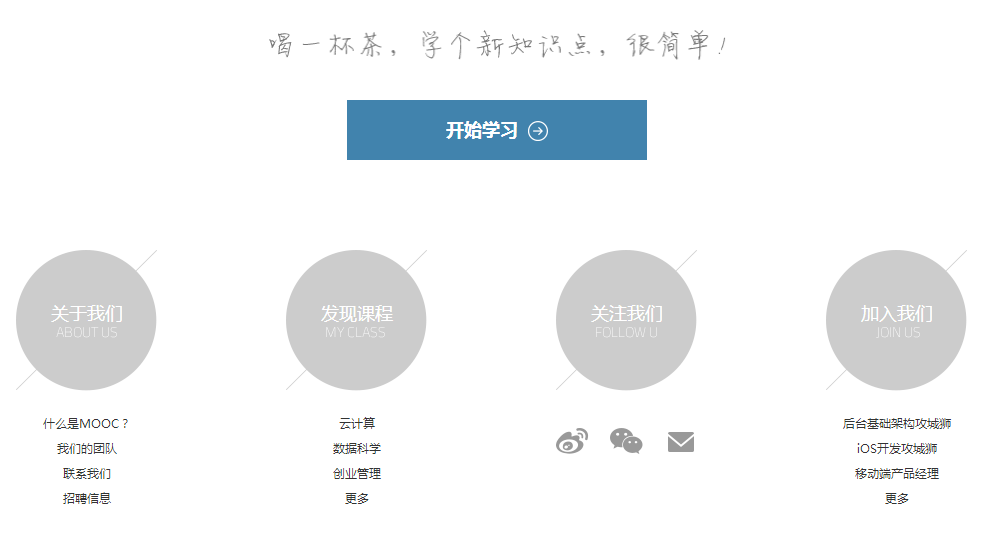 喝一杯茶，学个新知识点，很简单！
开始学习
关于我们
ABOUT US
什么是MOOC？
我们的团队
联系我们
招聘信息
发现课程
MY CLASS
云计算
数据科学
创业管理
更多
关注我们
FOLLOW U
加入我们
JOIN US
后台基础架构攻城狮
iOS开发攻城狮
移动端产品经理
更多